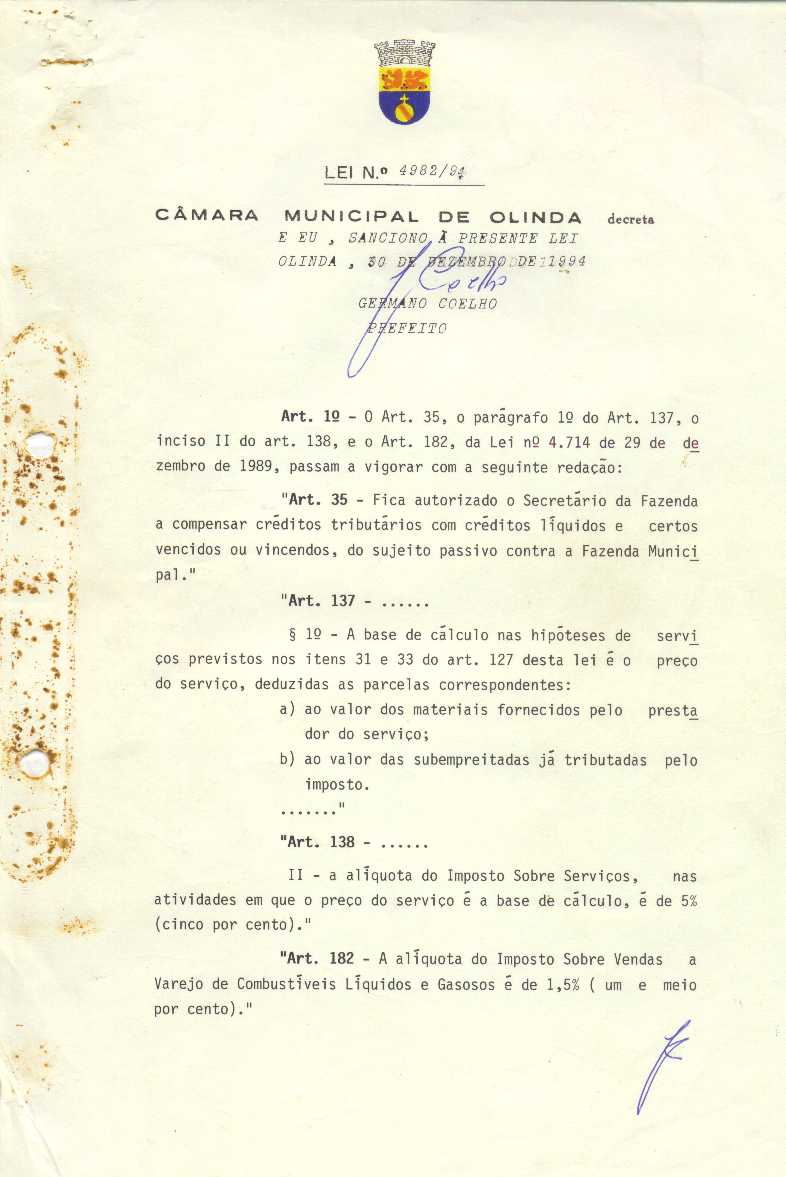 LEI N.º 4982/94
CÂMARA MUNICIPAL DE OLINDA decreta
E EU , SANCIONO À PRESENTE LEI
OLINDA , 30 DE DEZEMBRO DE 1994
Coelho
GERMANO COELHO
PREFEITO
Art. 1º - O Art. 35, o parágrafo 1º do Art. 137, o
inciso II do art. 138, e o Art. 182, da Lei nº 4.714 de 29 de de
zembro de 1989, passam a vigorar com a seguinte redação:
"Art. 35 - Fica autorizado o Secretário da Fazenda
a compensar créditos tributários com créditos líquidos e certos
vencidos ou vincendos, do sujeito passivo contra a Fazenda Munici
pal."
"Art. 137 - ......
§ 1º - A base de cálculo nas hipóteses de servi
ços previstos nos itens 31 e 33 do art. 127 desta lei é o preço
do serviço, deduzidas as parcelas correspondentes:
a) ao valor dos materiais fornecidos pelo presta
dor do serviço;
b) ao valor das subempreitadas já tributadas pelo
imposto.
......."
"Art. 138 - ......
II - a alíquota do Imposto Sobre Serviços, nas
atividades em que o preço do serviço é a base de cálculo, é de 5%
(cinco por cento)."
"Art. 182 - A alíquota do Imposto Sobre Vendas a
Varejo de Combustíveis Líquidos e Gasosos é de 1,5% ( um e meio
por cento)."